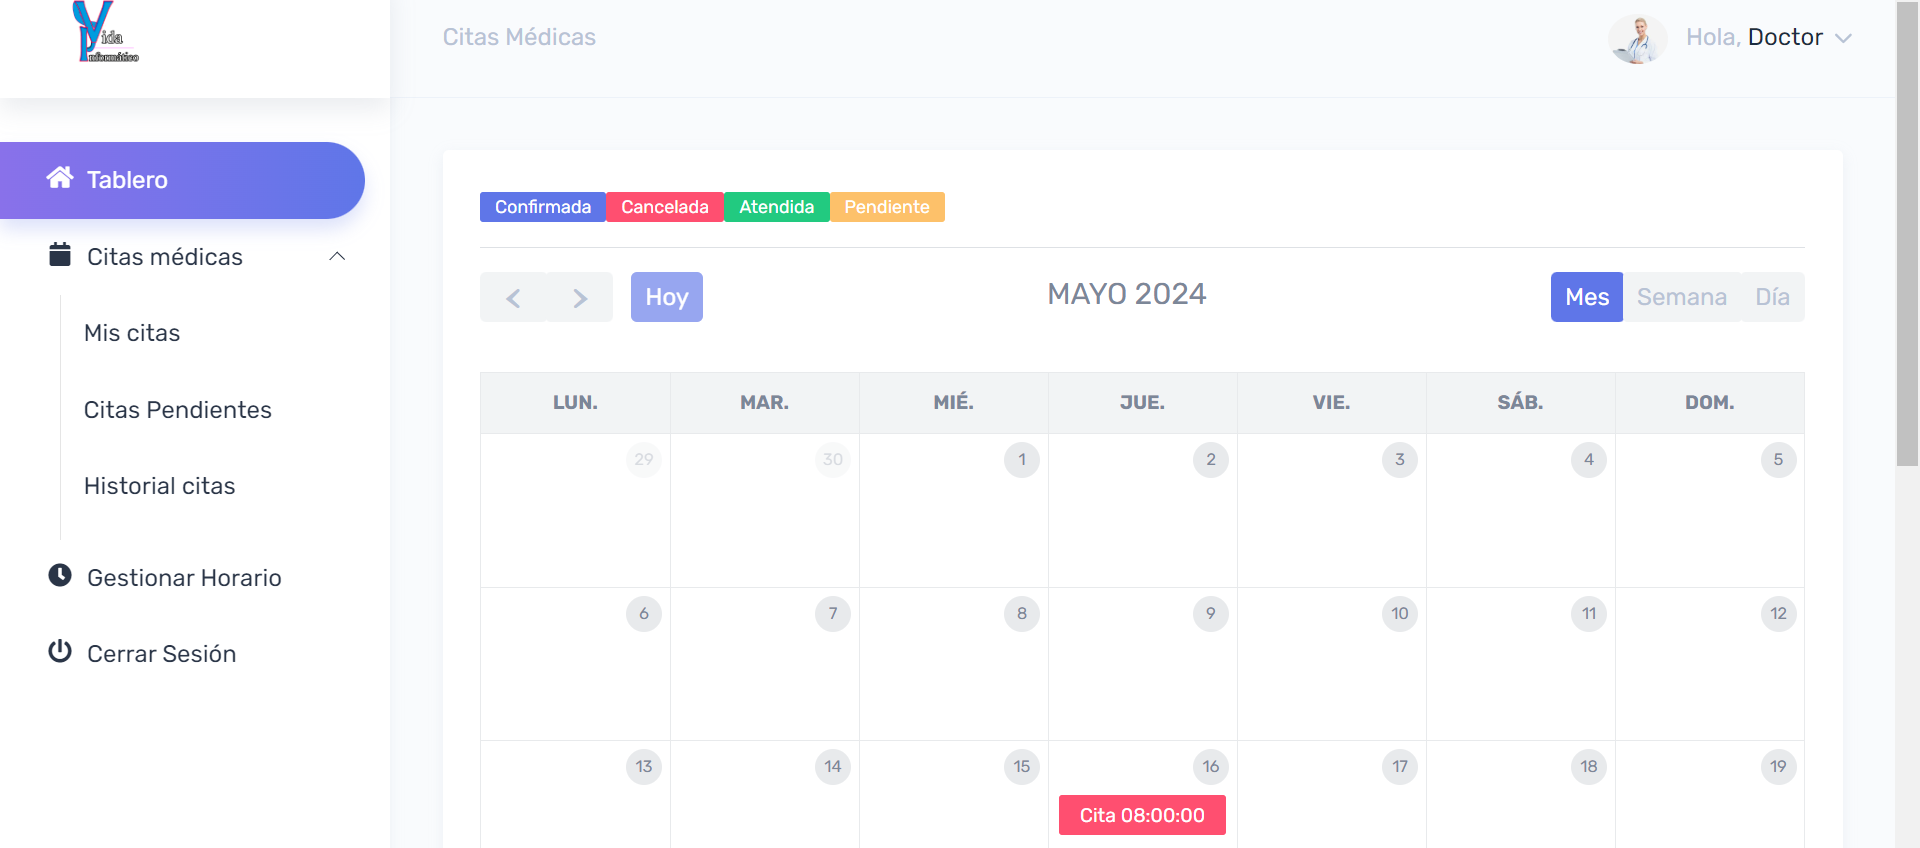 Vida
Informático
Citas Médicas
Hola, Doctor
Tablero
Citas médicas
Mis citas
Citas Pendientes
Historial citas
Gestionar Horario
Cerrar Sesión
Confirmada Cancelada Atendida Pendiente
Hoy
MAYO 2024
Mes Semana Día
LUN. MAR. MIÉ. JUE. VIE. SÁB. DOM.
29 30 1 2 3 4 5
6 7 8 9 10 11 12
13 14 15 16 17 18 19
Cita 08:00:00